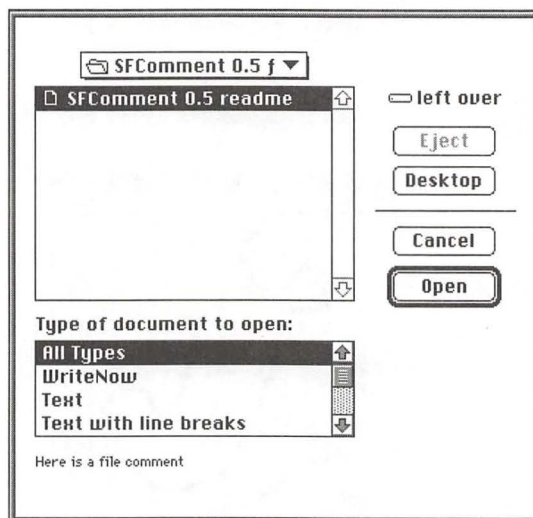 SFComment 0.5 ƒ
SFComment 0.5 readme
left over
Eject
Desktop
Cancel
Open
Type of document to open:
All Types
WriteNow
Text
Text with line breaks
Here is a file comment